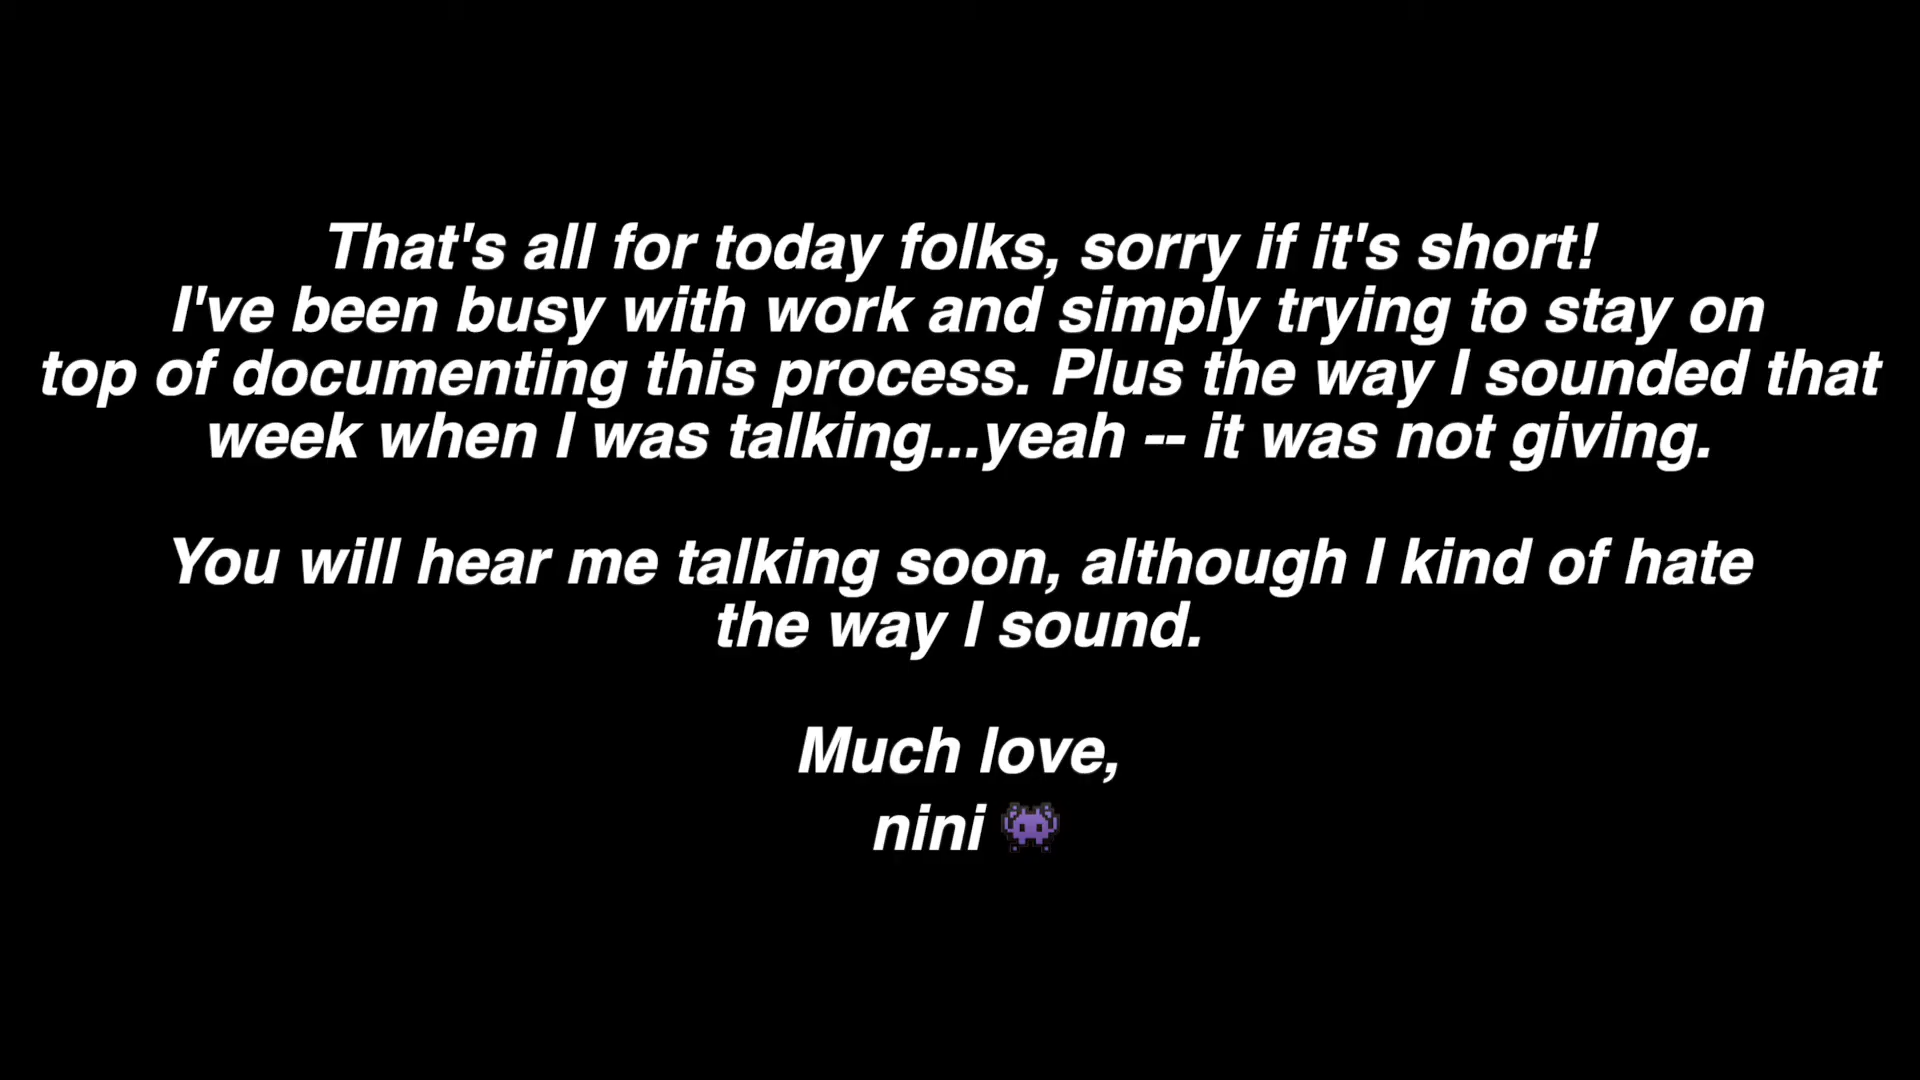 That's all for today folks, sorry if it's short!
I've been busy with work and simply trying to stay on
top of documenting this process. Plus the way I sounded that
week when I was talking...yeah -- it was not giving.
You will hear me talking soon, although I kind of hate
the way I sound.
Much love,
nini 👾